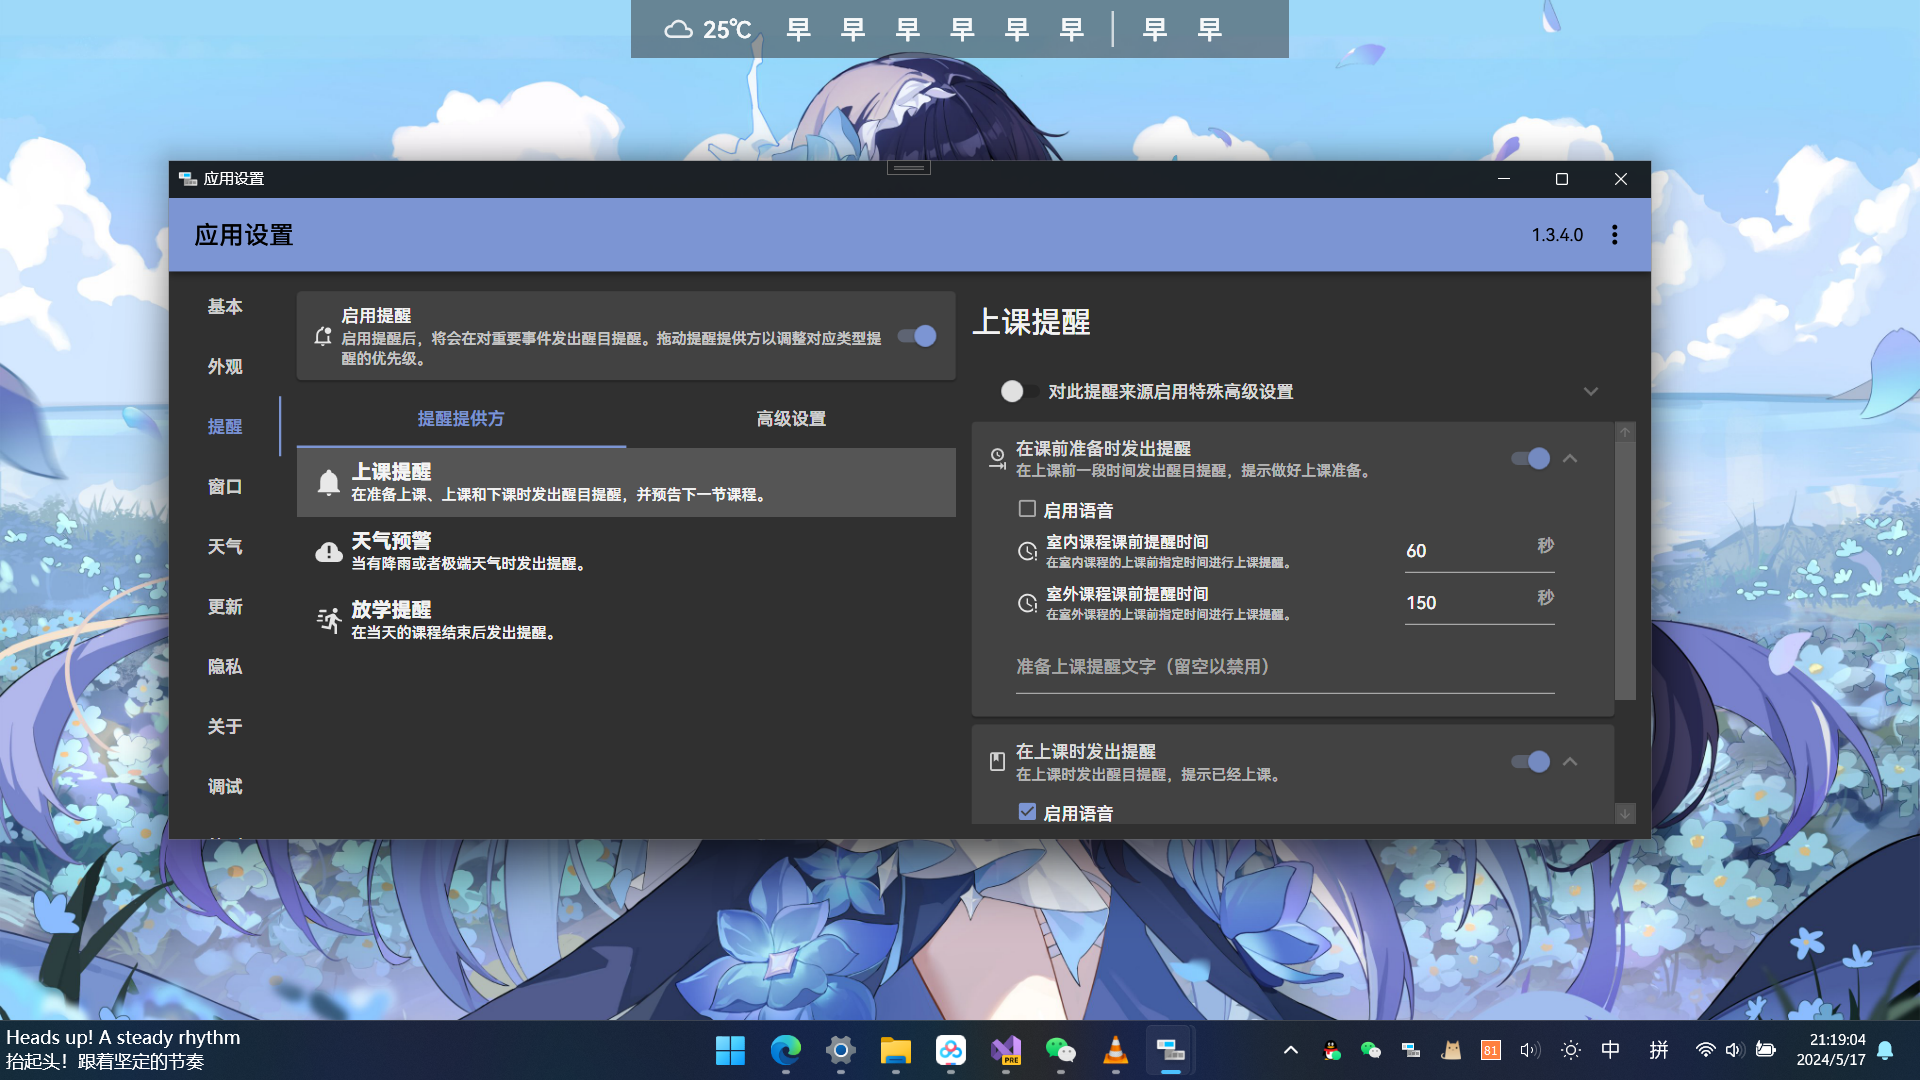 25℃ 早 早 早 早 早 早 早 早
应用设置
应用设置
1.3.4.0
基本
外观
提醒
窗口
天气
更新
隐私
关于
调试
启用提醒
启用提醒后，将会在对重要事件发出醒目提醒。拖动提醒提供方以调整对应类型提
醒的优先级。
提醒提供方
高级设置
上课提醒
在准备上课、上课和下课时发出醒目提醒，并预告下一节课程。
天气预警
当有降雨或者极端天气时发出提醒。
放学提醒
在当天的课程结束后发出提醒。
上课提醒
对此提醒来源启用特殊高级设置
在课前准备时发出提醒
在上课前一段时间发出醒目提醒，提示做好上课准备。
启用语音
室内课程课前提醒时间
在室内课程的上课前指定时间进行上课提醒。
60 秒
室外课程课前提醒时间
在室外课程的上课前指定时间进行上课提醒。
150 秒
准备上课提醒文字（留空以禁用）
在上课时发出提醒
在上课时发出醒目提醒，提示已经上课。
启用语音
Heads up! A steady rhythm
抬起头！跟着坚定的节奏
PRE
81
中
拼
21:19:04
2024/5/17